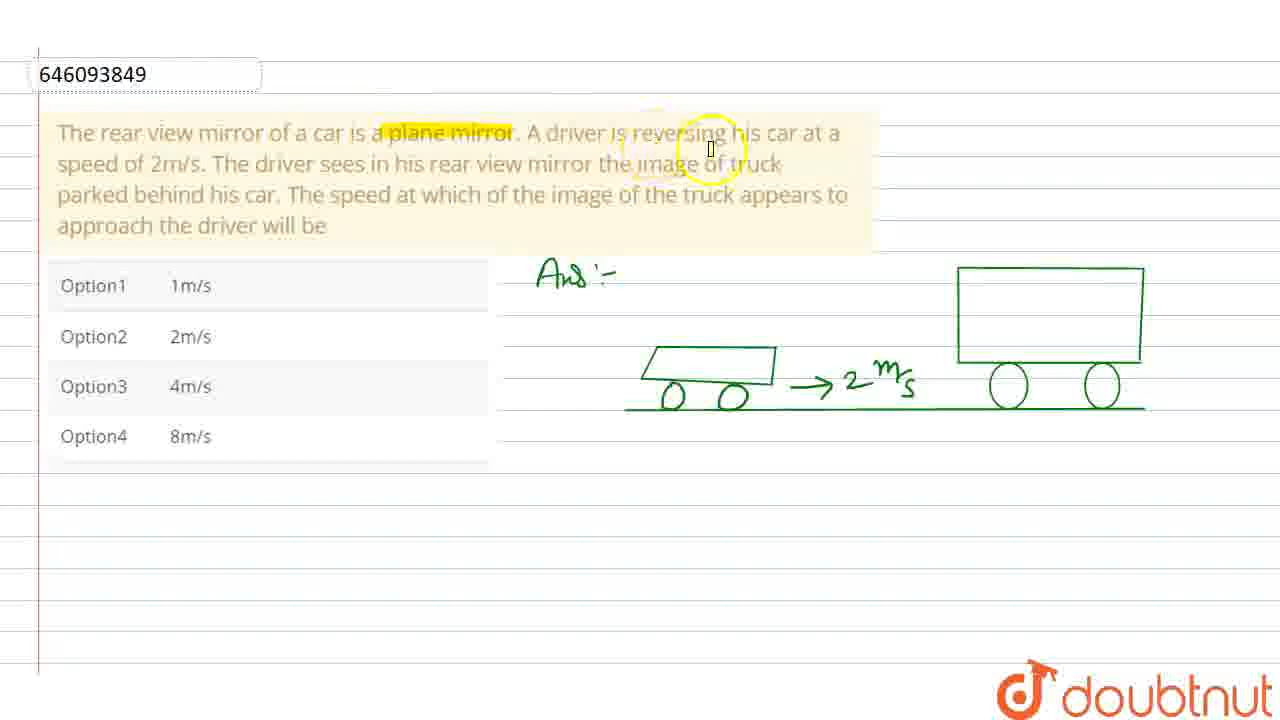 646093849
The rear view mirror of a car is a plane mirror. A driver is reversing his car at a
speed of 2m/s. The driver sees in his rear view mirror the image of truck
parked behind his car. The speed at which of the image of the truck appears to
approach the driver will be
Option1 1m/s
Option2 2m/s
Option3 4m/s
Option4 8m/s
Ans :-
→ 2 m/s
doubtnut